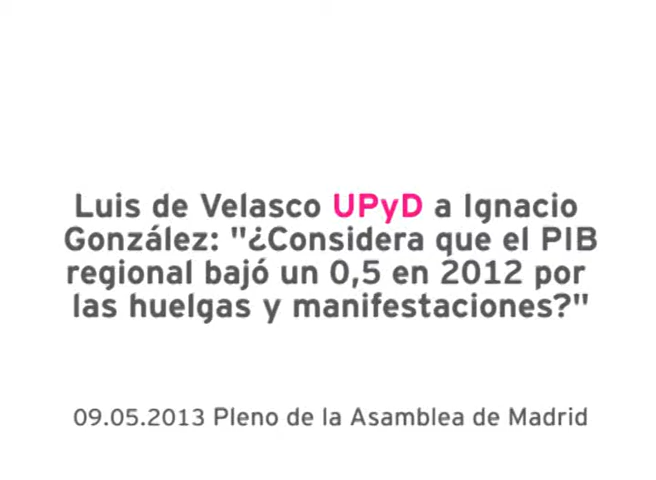 Luis de Velasco UPyD a Ignacio
González: "¿Considera que el PIB
regional bajó un 0,5 en 2012 por
las huelgas y manifestaciones?"
09.05.2013 Pleno de la Asamblea de Madrid